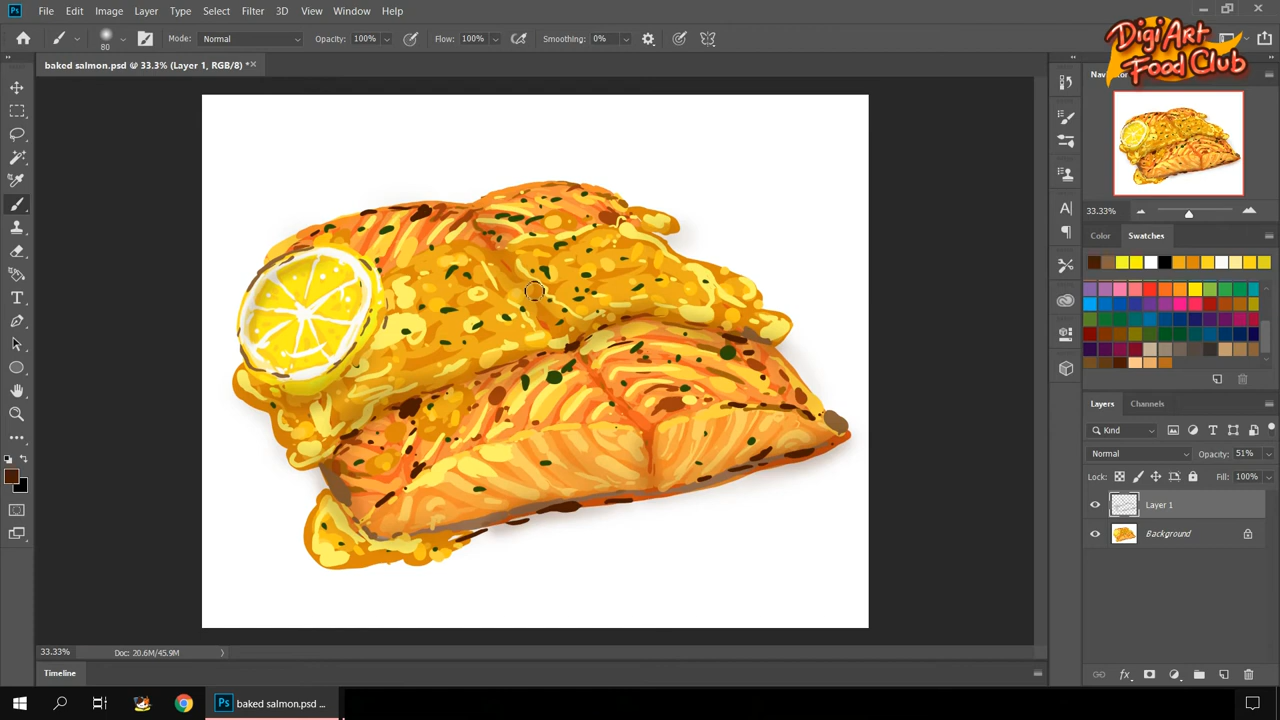 Ps
File Edit Image Layer Type Select Filter 3D View Window Help
80
Mode: Normal Opacity: 100% Flow: 100% Smoothing: 0%
DigiArt
Food Club
baked salmon.psd @ 33.3% (Layer 1, RGB/8) *
33.33%
Color Swatches
Layers Channels
Kind
Normal Opacity: 51%
Lock: Fill: 100%
Layer 1
Background
33.33% Doc: 20.6M/45.9M
Timeline
Ps baked salmon.psd ...